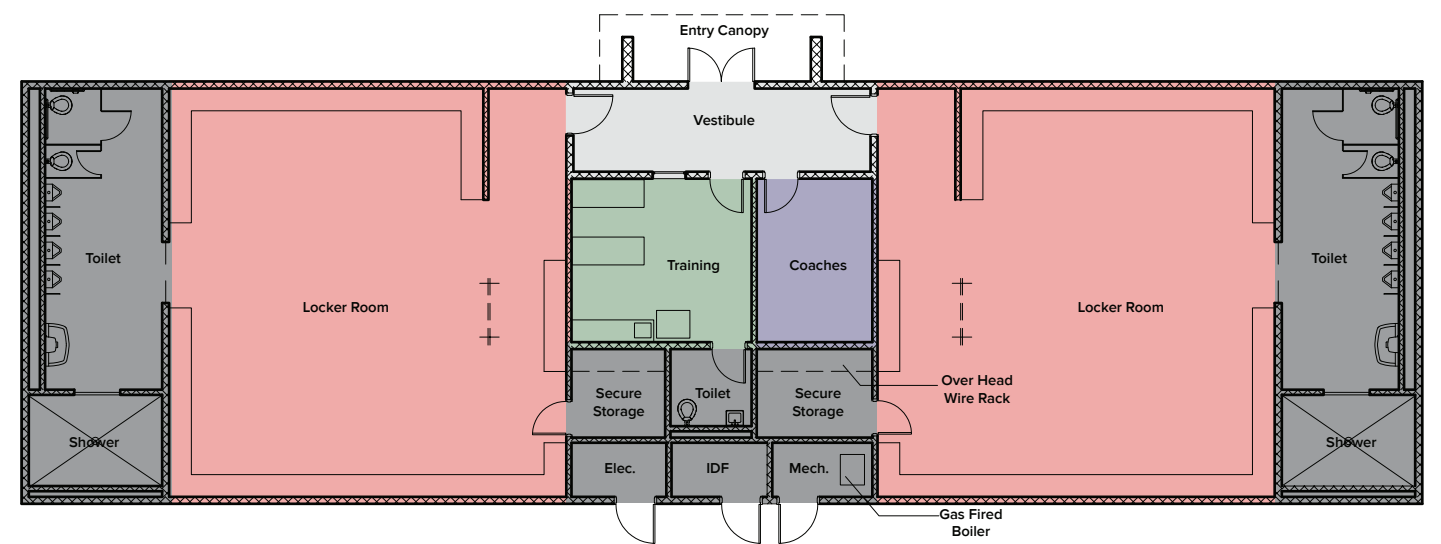 Entry Canopy
Vestibule
Toilet
Locker Room
Training
Coaches
Locker Room
Toilet
Over Head
Wire Rack
Secure
Storage
Toilet
Secure
Storage
Shower
Shower
Elec.
IDF
Mech.
Gas Fired
Boiler